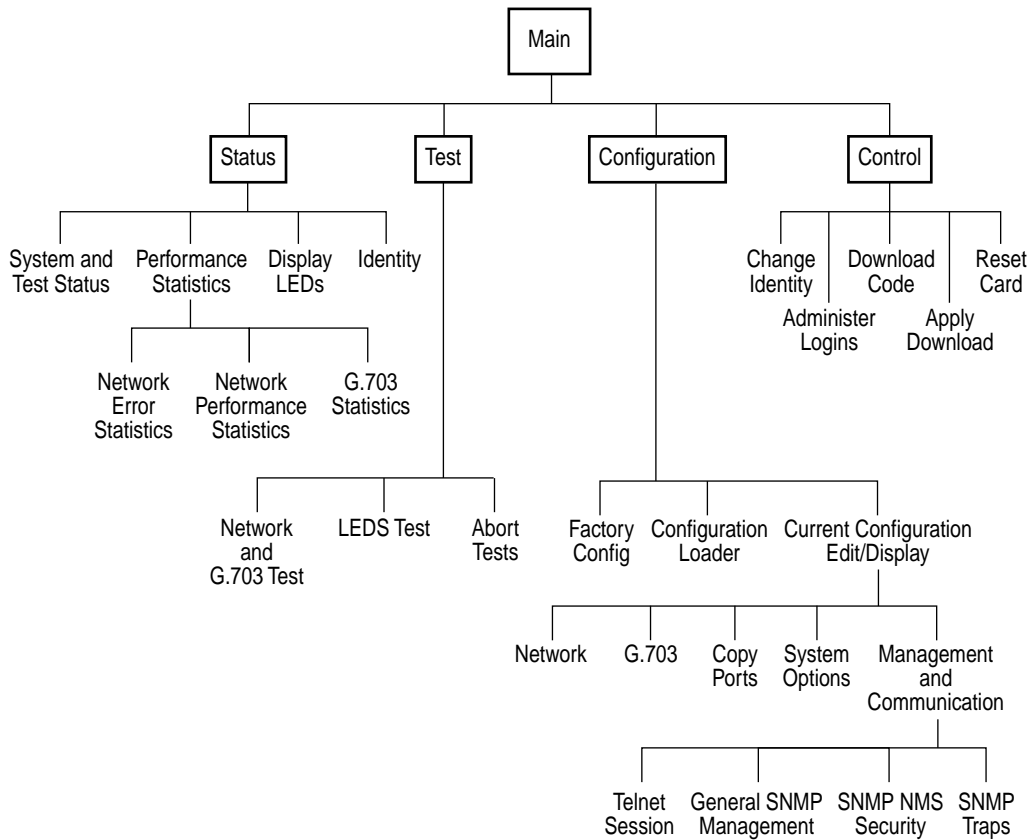 Main
Status
Test
Configuration
Control
System and
Test Status
Performance
Statistics
Display
LEDs
Identity
Change
Identity
Administer
Logins
Download
Code
Apply
Download
Reset
Card
Network
Error
Statistics
Network
Performance
Statistics
G.703
Statistics
Network
and
G.703 Test
LEDS Test
Abort
Tests
Factory
Config
Configuration
Loader
Current Configuration
Edit/Display
Network
G.703
Copy
Ports
System
Options
Management
and
Communication
Telnet
Session
General SNMP
Management
SNMP NMS
Security
SNMP
Traps